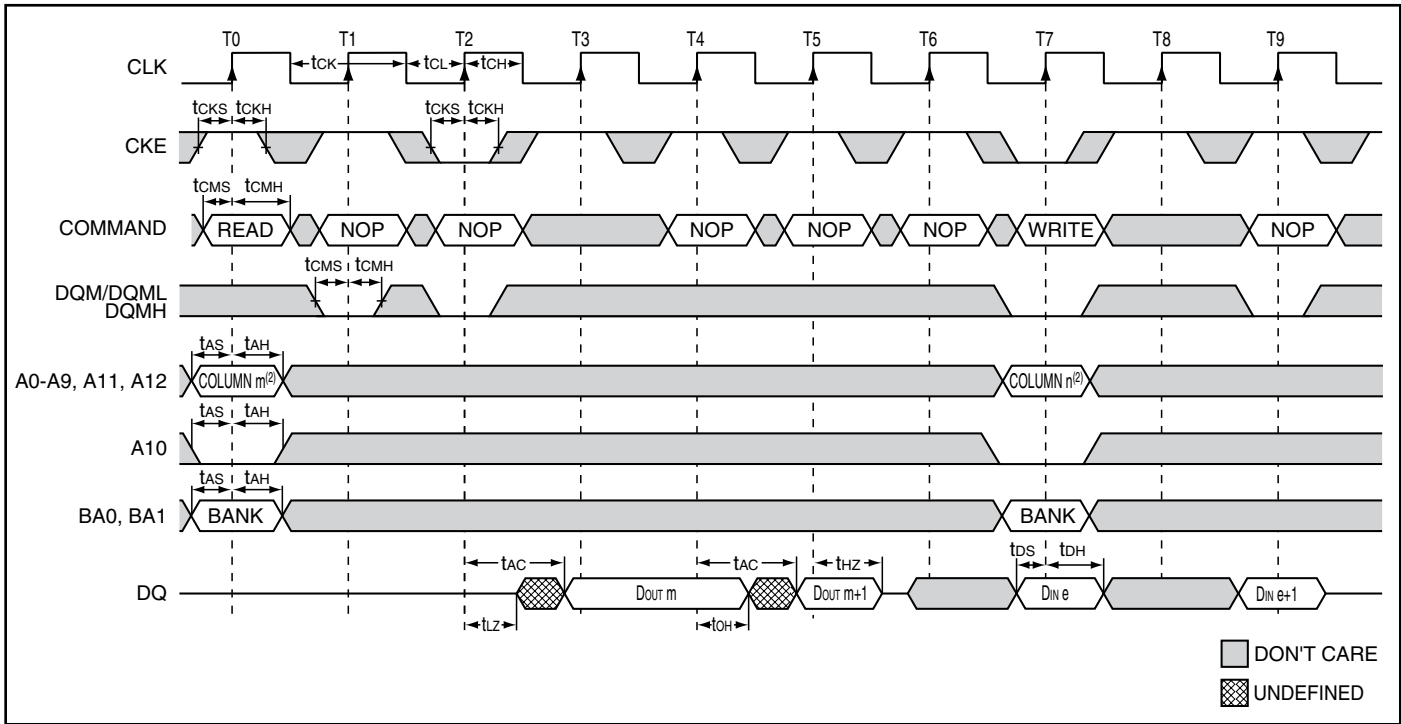 T0 T1 T2 T3 T4 T5 T6 T7 T8 T9
CLK tCK tCL tCH
tCKS tCKH tCKS tCKH
CKE
tCMS tCMH
COMMAND READ NOP NOP NOP NOP NOP WRITE NOP
tCMS tCMH
DQM/DQML
DQMH
tAS tAH
A0-A9, A11, A12 COLUMN m(2) COLUMN n(2)
tAS tAH
A10
tAS tAH
BA0, BA1 BANK BANK
tAC tAC tHZ tDS tDH
DQ DOUT m DOUT m+1 DIN e DIN e+1
tLZ tOH
DON'T CARE
UNDEFINED